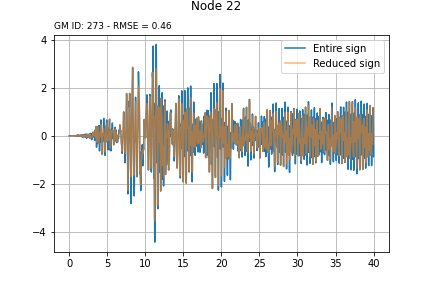 Node 22
GM ID: 273 - RMSE = 0.46
Entire sign
Reduced sign
4
2
0
−2
−4
0 5 10 15 20 25 30 35 40